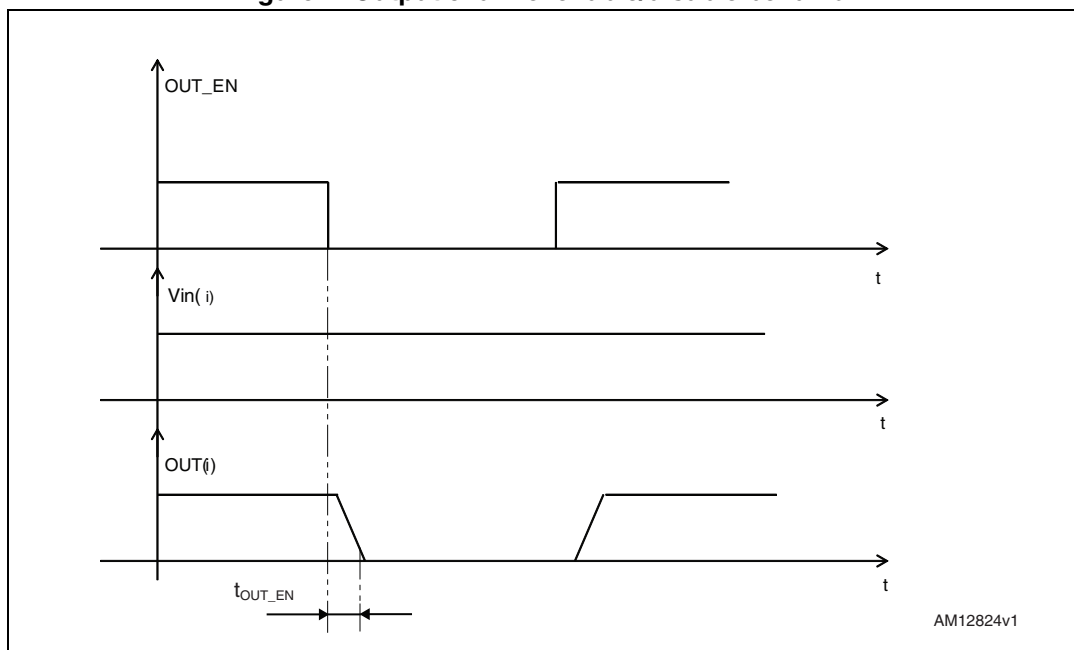 OUT_EN
t
Vin( i)
t
OUT(i)
t
tOUT_EN
AM12824v1